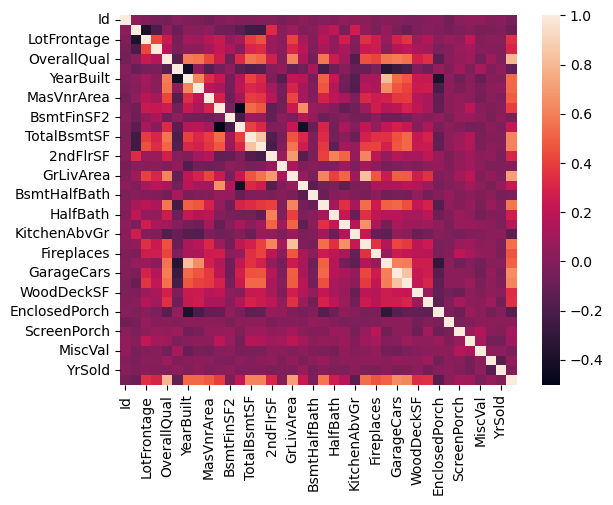 Id
LotFrontage
OverallQual
YearBuilt
MasVnrArea
BsmtFinSF2
TotalBsmtSF
2ndFlrSF
GrLivArea
BsmtHalfBath
HalfBath
KitchenAbvGr
Fireplaces
GarageCars
WoodDeckSF
EnclosedPorch
ScreenPorch
MiscVal
YrSold
Id
LotFrontage
OverallQual
YearBuilt
MasVnrArea
BsmtFinSF2
TotalBsmtSF
2ndFlrSF
GrLivArea
BsmtHalfBath
HalfBath
KitchenAbvGr
Fireplaces
GarageCars
WoodDeckSF
EnclosedPorch
ScreenPorch
MiscVal
YrSold
1.0
0.8
0.6
0.4
0.2
0.0
−0.2
−0.4